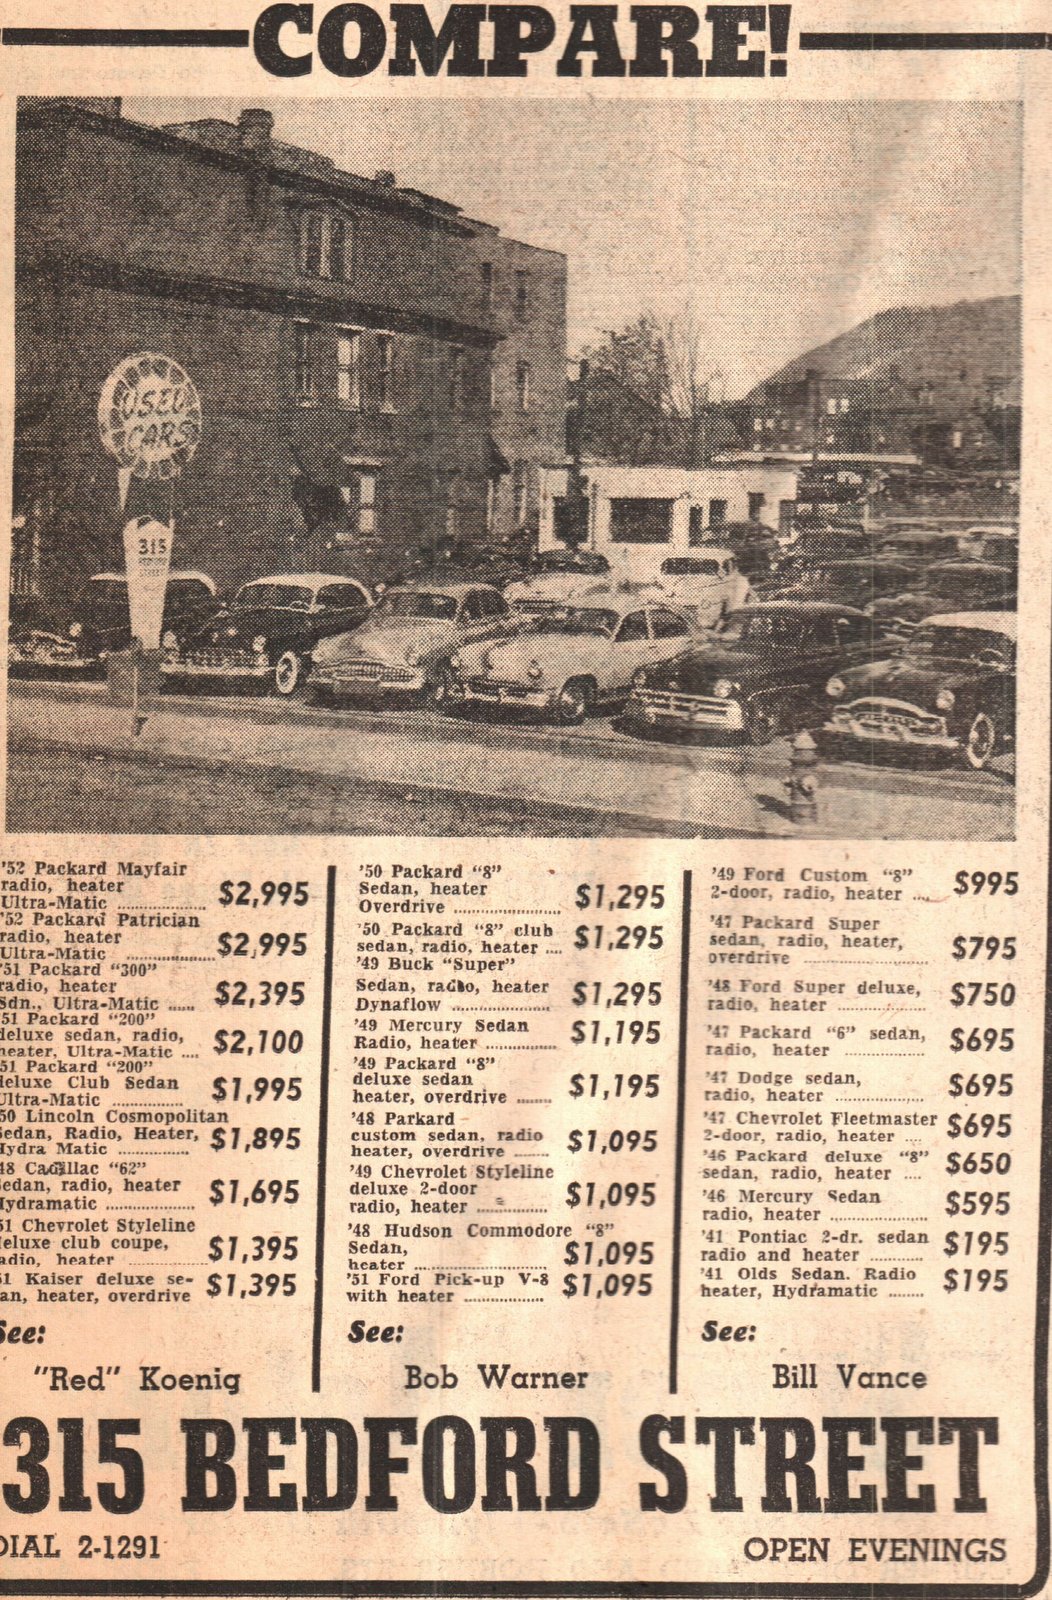 COMPARE!
USED
CARS
315
BEDFORD
STREET
'52 Packard Mayfair
radio, heater
Ultra-Matic ................ $2,995
'52 Packard Patrician
radio, heater
Ultra-Matic ................ $2,995
'51 Packard "300"
radio, heater
Sdn., Ultra-Matic ..... $2,395
'51 Packard "200"
deluxe sedan, radio,
heater, Ultra-Matic .... $2,100
51 Packard "200"
deluxe Club Sedan
Ultra-Matic ............. $1,995
50 Lincoln Cosmopolitan
Sedan, Radio, Heater,
Hydra Matic ............. $1,895
48 Cadillac "62"
sedan, radio, heater
Hydramatic ................ $1,695
51 Chevrolet Styleline
deluxe club coupe,
radio, heater .............. $1,395
51 Kaiser deluxe se-
an, heater, overdrive $1,395
See:
"Red" Koenig
'50 Packard "8"
Sedan, heater
Overdrive ................... $1,295
'50 Packard "8" club
sedan, radio, heater .... $1,295
'49 Buck "Super"
Sedan, radio, heater
Dynaflow ................... $1,295
'49 Mercury Sedan
Radio, heater ............. $1,195
'49 Packard "8"
deluxe sedan
heater, overdrive ...... $1,195
'48 Parkard
custom sedan, radio
heater, overdrive ........ $1,095
'49 Chevrolet Styleline
deluxe 2-door
radio, heater ............. $1,095
'48 Hudson Commodore "8"
Sedan,
heater ........................ $1,095
'51 Ford Pick-up V-8
with heater ............... $1,095
See:
Bob Warner
'49 Ford Custom "8"
2-door, radio, heater .... $995
'47 Packard Super
sedan, radio, heater,
overdrive ..................... $795
'48 Ford Super deluxe,
radio, heater ................. $750
'47 Packard "6" sedan,
radio, heater ............... $695
'47 Dodge sedan,
radio, heater ................ $695
'47 Chevrolet Fleetmaster
2-door, radio, heater .... $695
'46 Packard deluxe "8"
sedan, radio, heater .... $650
'46 Mercury Sedan
radio, heater .................. $595
'41 Pontiac 2-dr. sedan
radio and heater .......... $195
'41 Olds Sedan. Radio
heater, Hydramatic ....... $195
See:
Bill Vance
315 BEDFORD STREET
DIAL 2-1291
OPEN EVENINGS